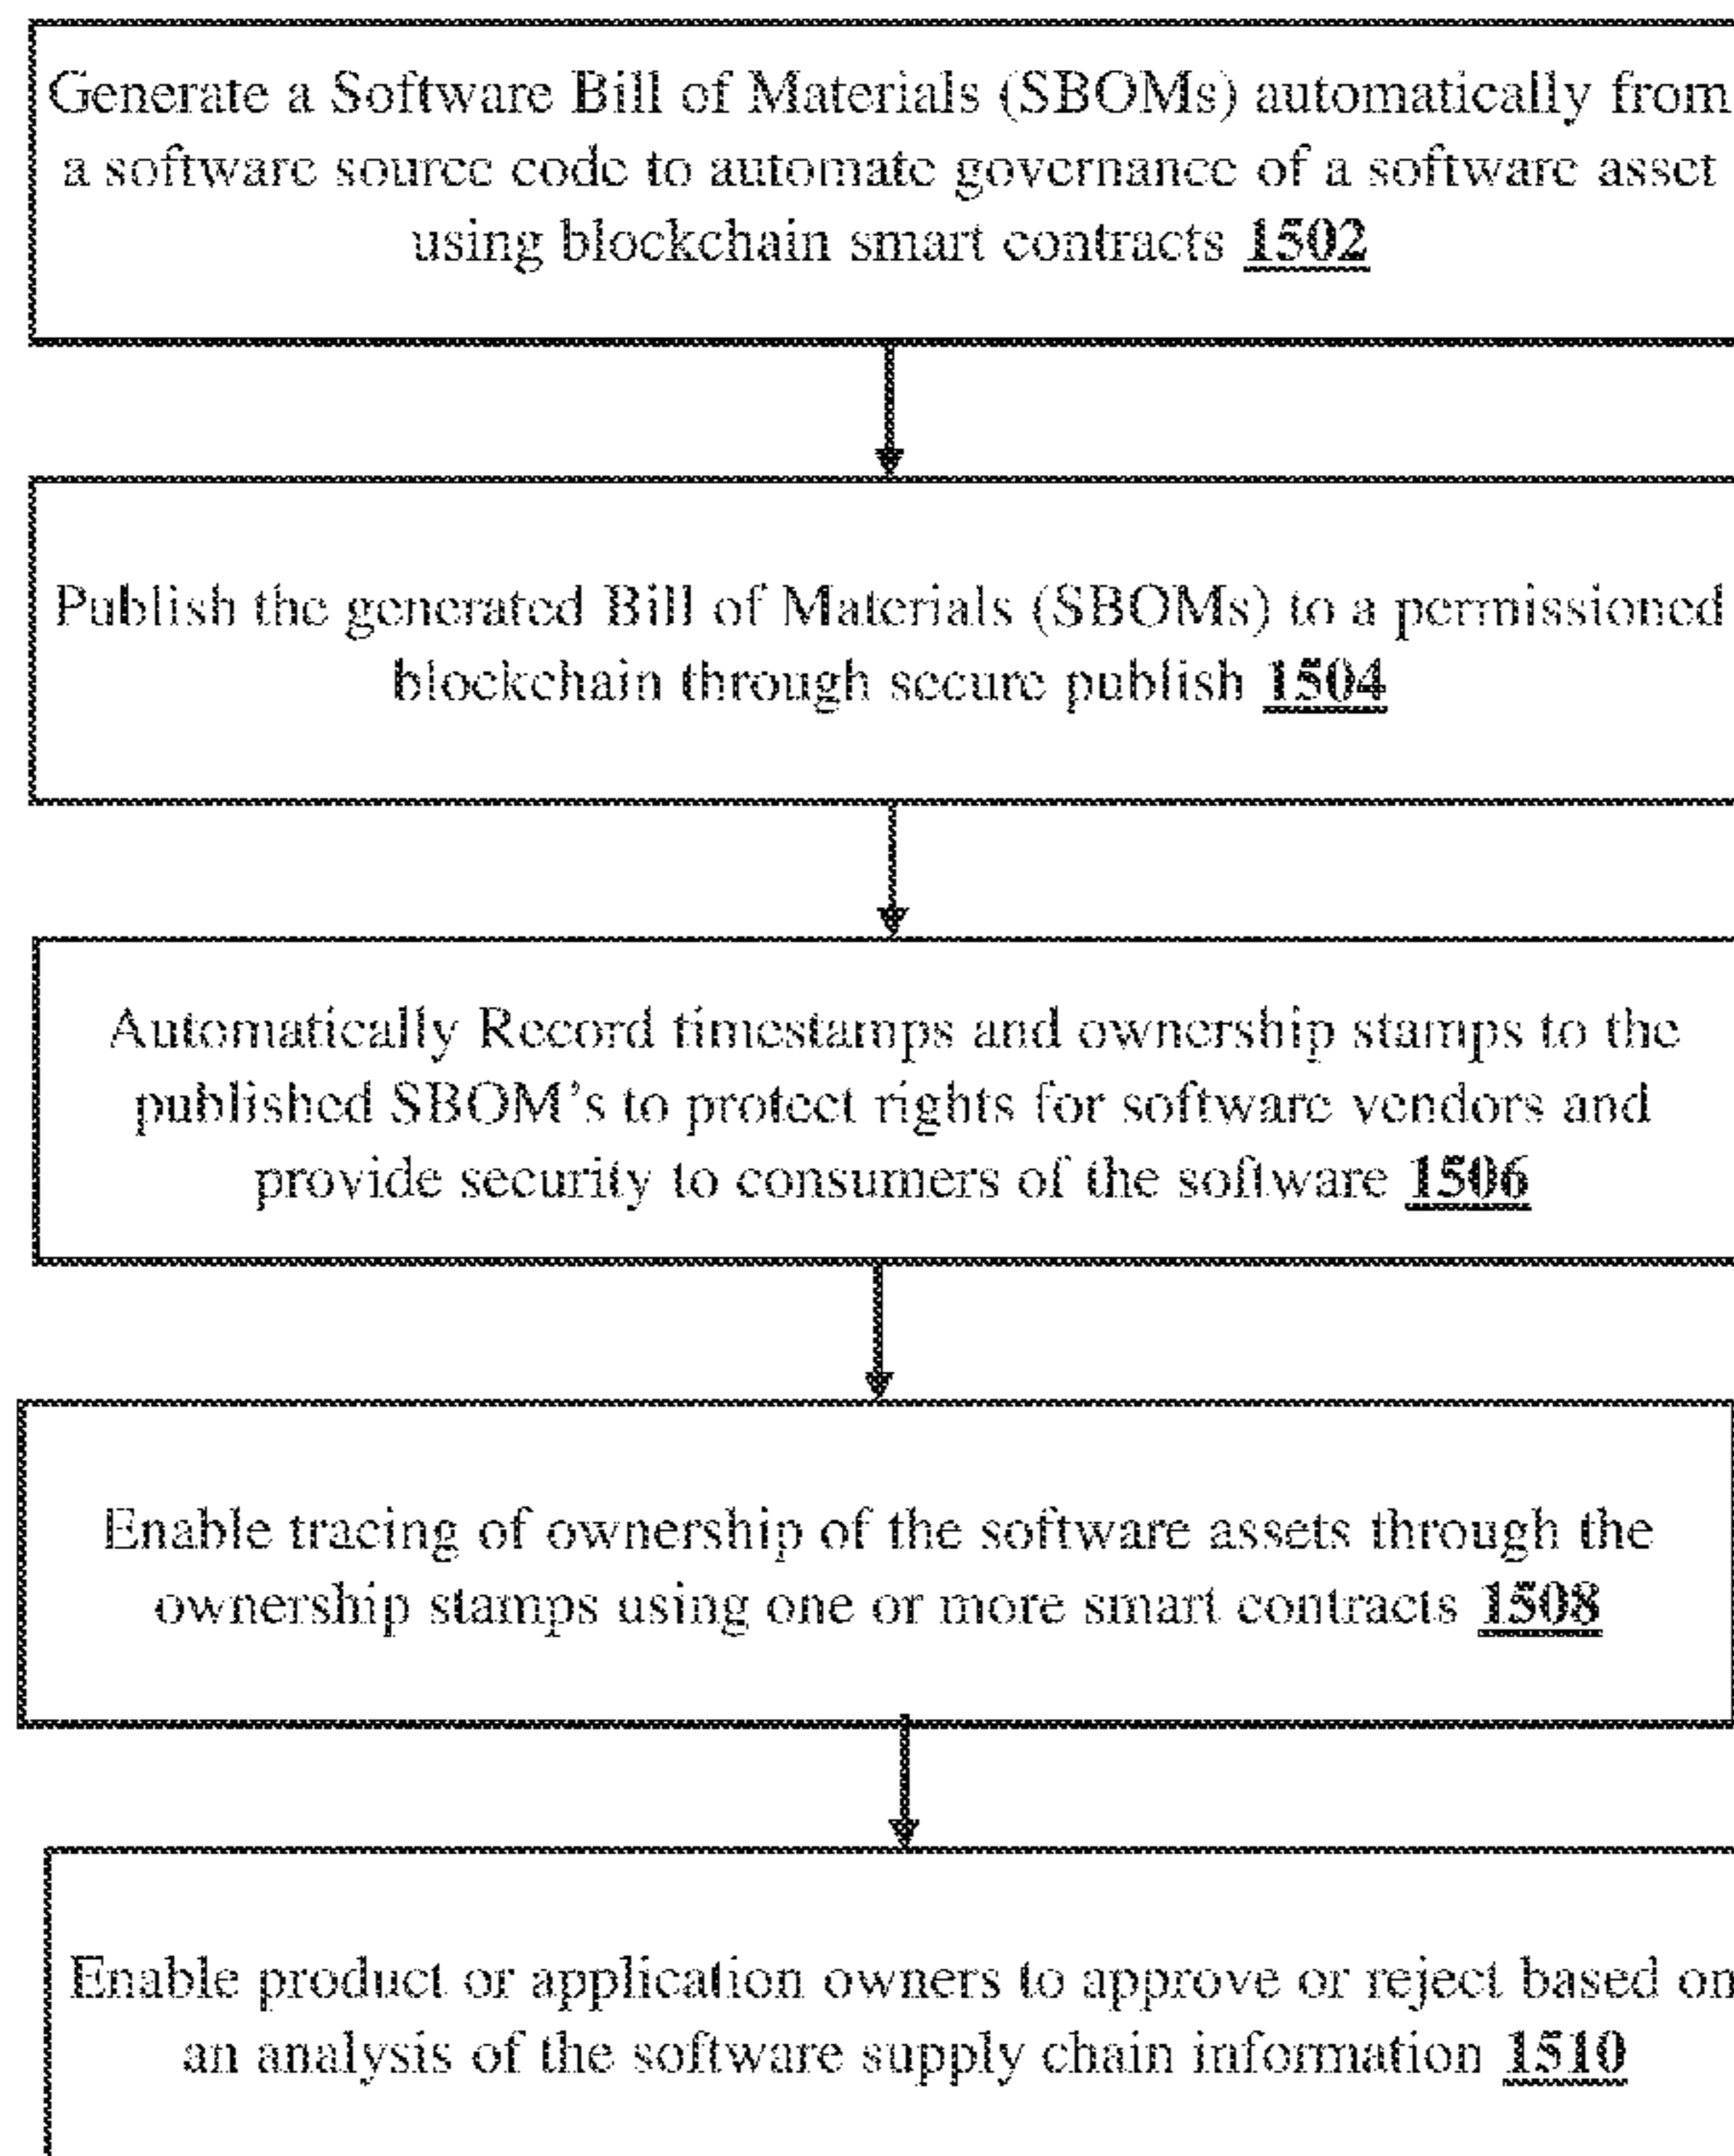 Generate a Software Bill of Materials (SBOMs) automatically from
a software source code to automate governance of a software asset
using blockchain smart contracts 1502
Publish the generated Bill of Materials (SBOMs) to a permissioned
blockchain through secure publish 1504
Automatically Record timestamps and ownership stamps to the
published SBOM's to protect rights for software vendors and
provide security to consumers of the software 1506
Enable tracing of ownership of the software assets through the
ownership stamps using one or more smart contracts 1508
Enable product or application owners to approve or reject based on
an analysis of the software supply chain information 1510